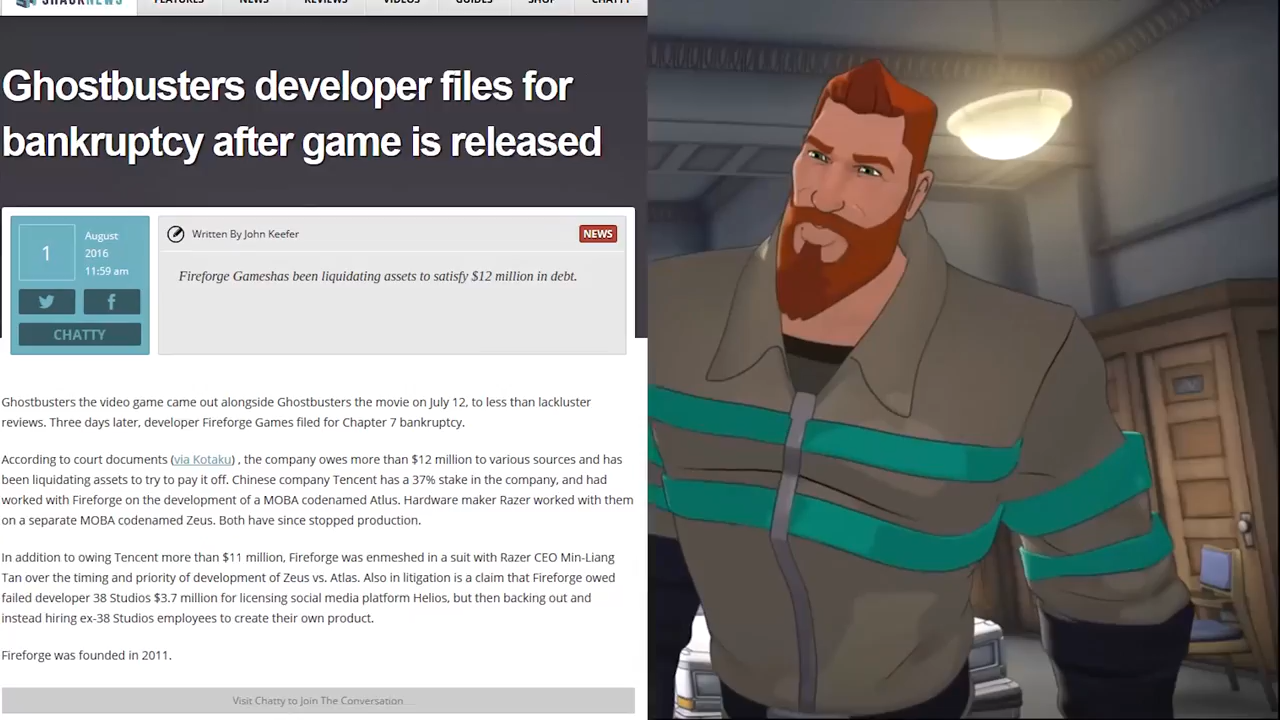 SHACKNEWS FEATURES NEWS REVIEWS VIDEOS GUIDES SHOP CHATTY
Ghostbusters developer files for
bankruptcy after game is released
1
August
2016
11:59 am
CHATTY
Written By John Keefer
NEWS
Fireforge Gameshas been liquidating assets to satisfy $12 million in debt.
Ghostbusters the video game came out alongside Ghostbusters the movie on July 12, to less than lackluster
reviews. Three days later, developer Fireforge Games filed for Chapter 7 bankruptcy.
According to court documents (via Kotaku) , the company owes more than $12 million to various sources and has
been liquidating assets to try to pay it off. Chinese company Tencent has a 37% stake in the company, and had
worked with Fireforge on the development of a MOBA codenamed Atlus. Hardware maker Razer worked with them
on a separate MOBA codenamed Zeus. Both have since stopped production.
In addition to owing Tencent more than $11 million, Fireforge was enmeshed in a suit with Razer CEO Min-Liang
Tan over the timing and priority of development of Zeus vs. Atlas. Also in litigation is a claim that Fireforge owed
failed developer 38 Studios $3.7 million for licensing social media platform Helios, but then backing out and
instead hiring ex-38 Studios employees to create their own product.
Fireforge was founded in 2011.
Visit Chatty to Join The Conversation